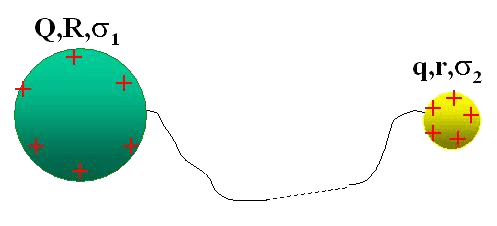 Q,R,σ₁
q,r,σ₂
+ + + + + +
+ + + + +